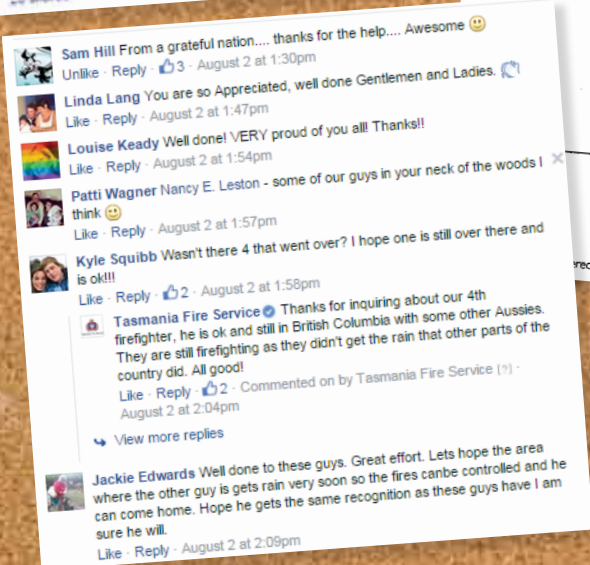 Sam Hill From a grateful nation.... thanks for the help.... Awesome
Unlike · Reply · 3 · August 2 at 1:30pm
Linda Lang You are so Appreciated, well done Gentlemen and Ladies.
Like · Reply · August 2 at 1:47pm
Louise Keady Well done! VERY proud of you all! Thanks!!
Like · Reply · August 2 at 1:54pm
Patti Wagner Nancy E. Leston - some of our guys in your neck of the woods I
think
Like · Reply · August 2 at 1:57pm
Kyle Squibb Wasn't there 4 that went over? I hope one is still over there and
is ok!!!
Like · Reply · 2 · August 2 at 1:58pm
Tasmania Fire Service Thanks for inquiring about our 4th
firefighter, he is ok and still in British Columbia with some other Aussies.
They are still firefighting as they didn't get the rain that other parts of the
country did. All good!
Like · Reply · 2 · Commented on by Tasmania Fire Service [?] ·
August 2 at 2:04pm
View more replies
Jackie Edwards Well done to these guys. Great effort. Lets hope the area
where the other guy is gets rain very soon so the fires canbe controlled and he
can come home. Hope he gets the same recognition as these guys have I am
sure he will.
Like · Reply · August 2 at 2:09pm